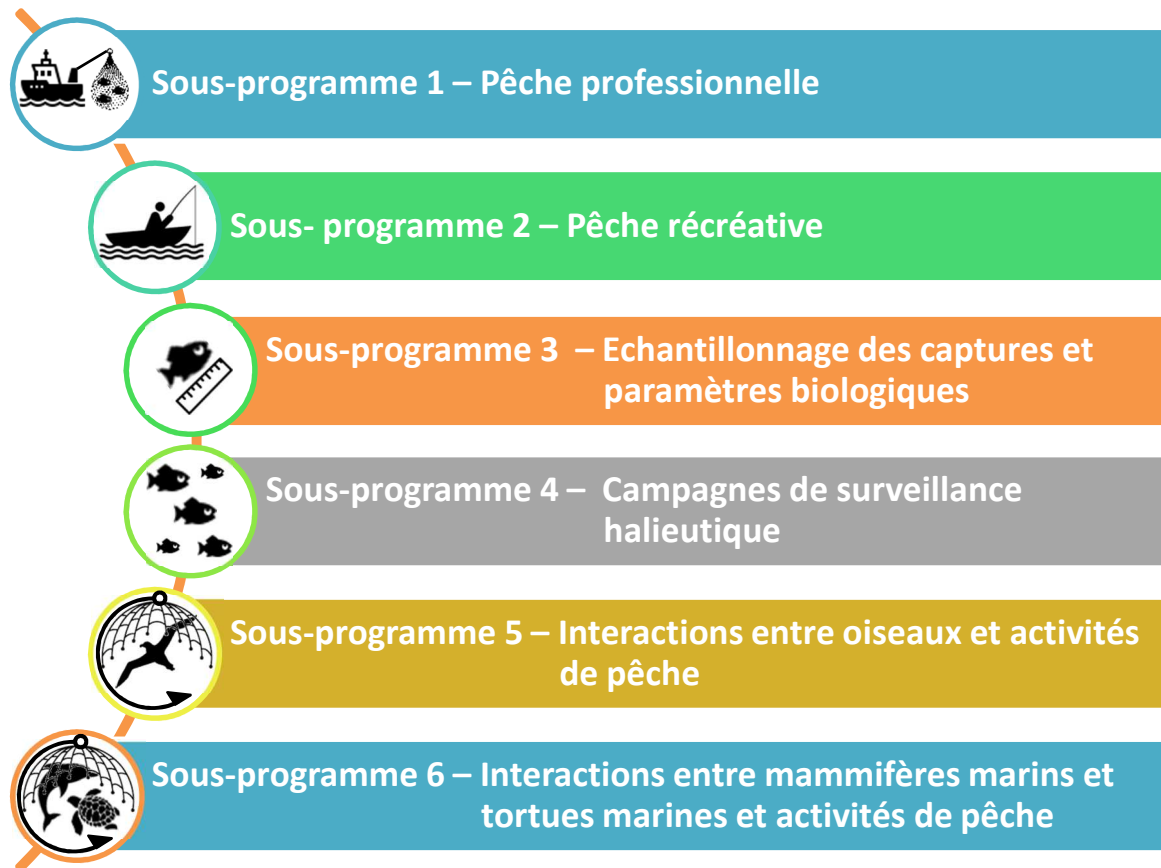 Sous-programme 1 – Pêche professionnelle
Sous- programme 2 – Pêche récréative
Sous-programme 3 – Echantillonnage des captures et
paramètres biologiques
Sous-programme 4 – Campagnes de surveillance
halieutique
Sous-programme 5 – Interactions entre oiseaux et activités
de pêche
Sous-programme 6 – Interactions entre mammifères marins et
tortues marines et activités de pêche